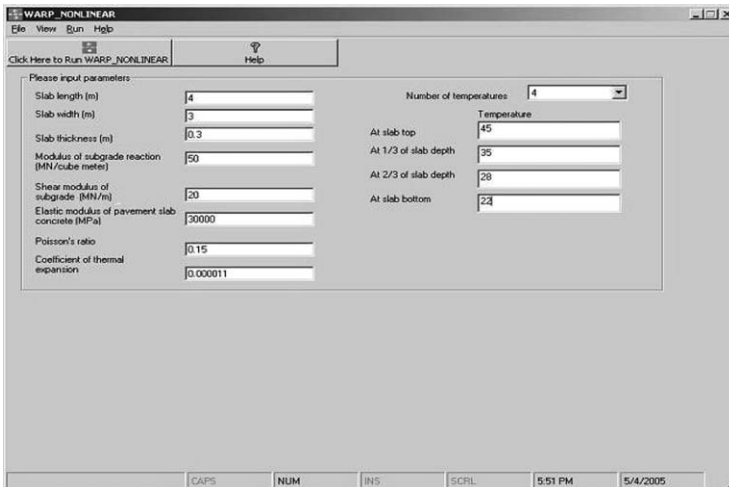 WARP_NONLINEAR
File View Run Help
Click Here to Run WARP_NONLINEAR
Help
Please input parameters
Slab length (m) 4
Slab width (m) 3
Slab thickness (m) 0.3
Modulus of subgrade reaction
(MN/cube meter) 50
Shear modulus of
subgrade (MN/m) 20
Elastic modulus of pavement slab
concrete (MPa) 30000
Poisson's ratio 0.15
Coefficient of thermal
expansion 0.000011
Number of temperatures 4
Temperature
At slab top 45
At 1/3 of slab depth 35
At 2/3 of slab depth 28
At slab bottom 22
CAPS NUM INS SCRL 5:51 PM 5/4/2005